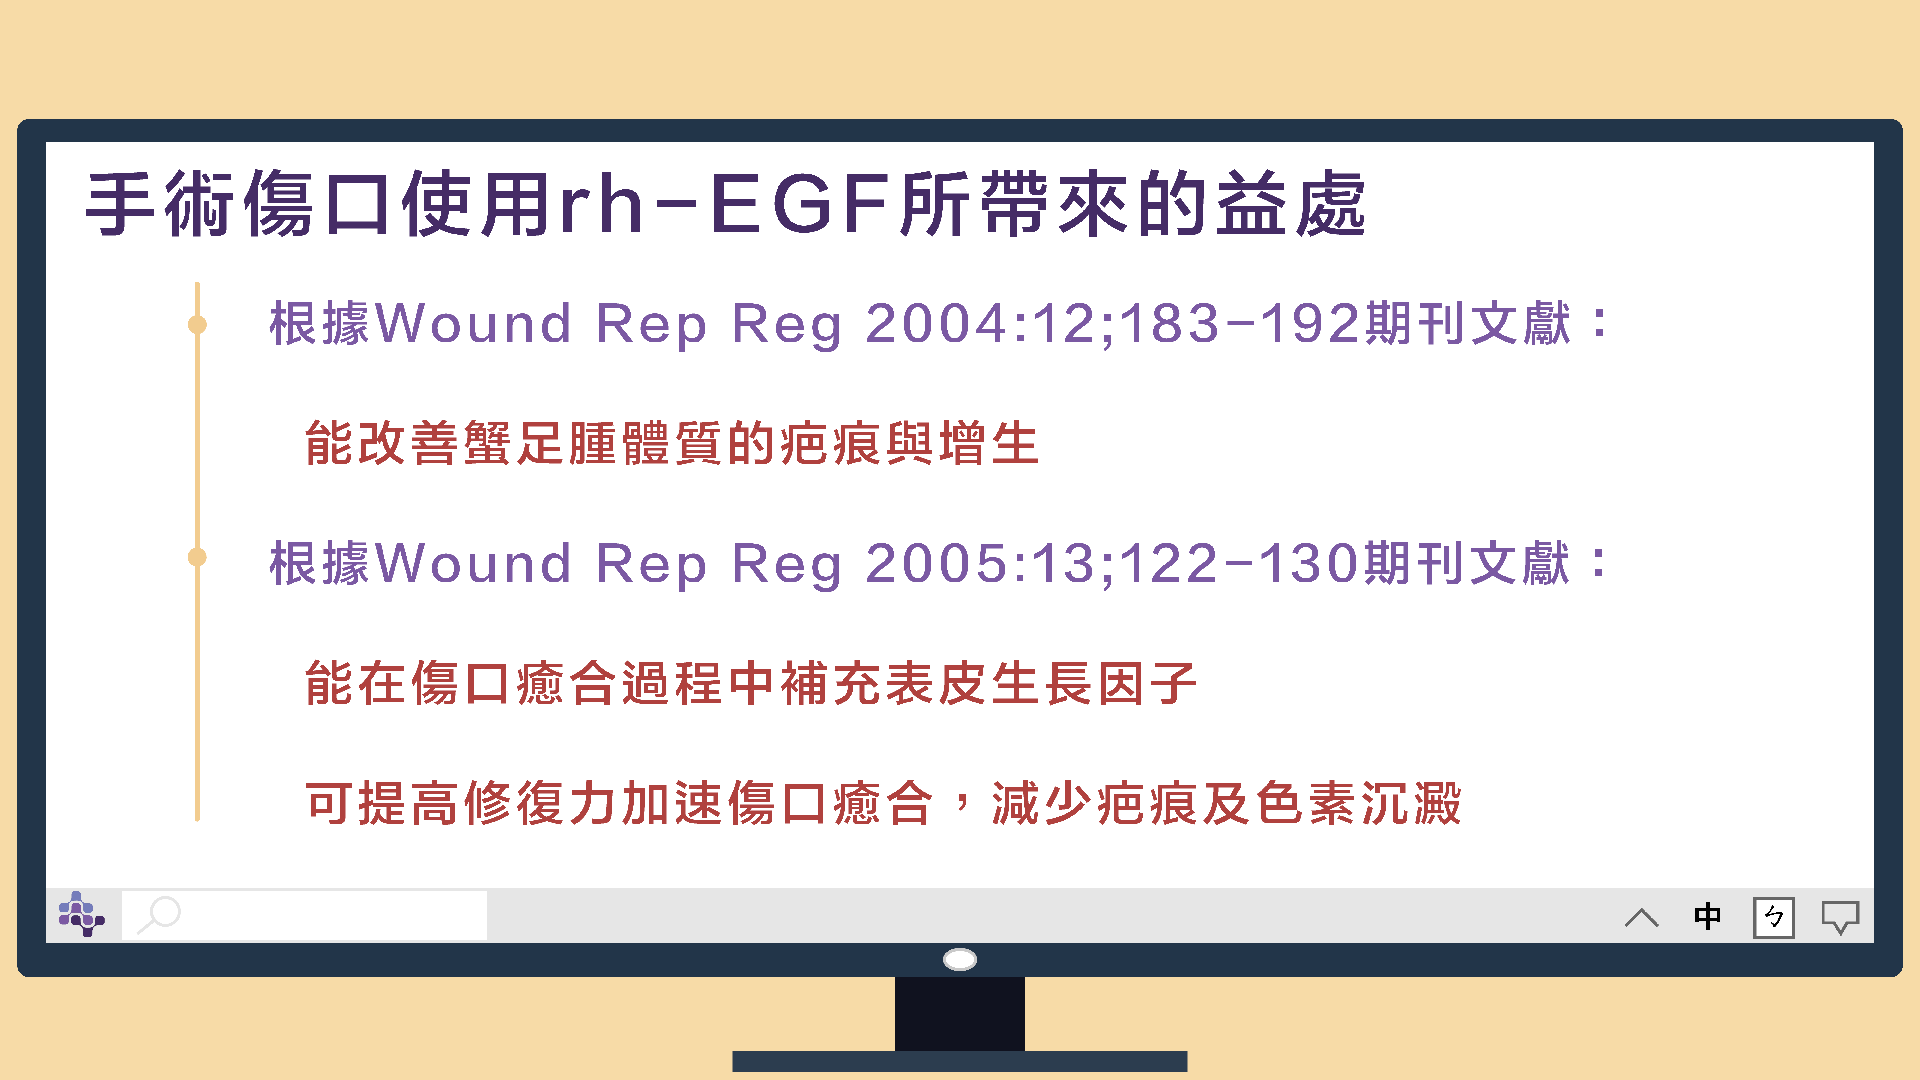 手術傷口使用rh-EGF所帶來的益處
根據Wound Rep Reg 2004:12;183-192期刊文獻：
能改善蟹足腫體質的疤痕與增生
根據Wound Rep Reg 2005:13;122-130期刊文獻：
能在傷口癒合過程中補充表皮生長因子
可提高修復力加速傷口癒合，減少疤痕及色素沉澱
中 ㄅ